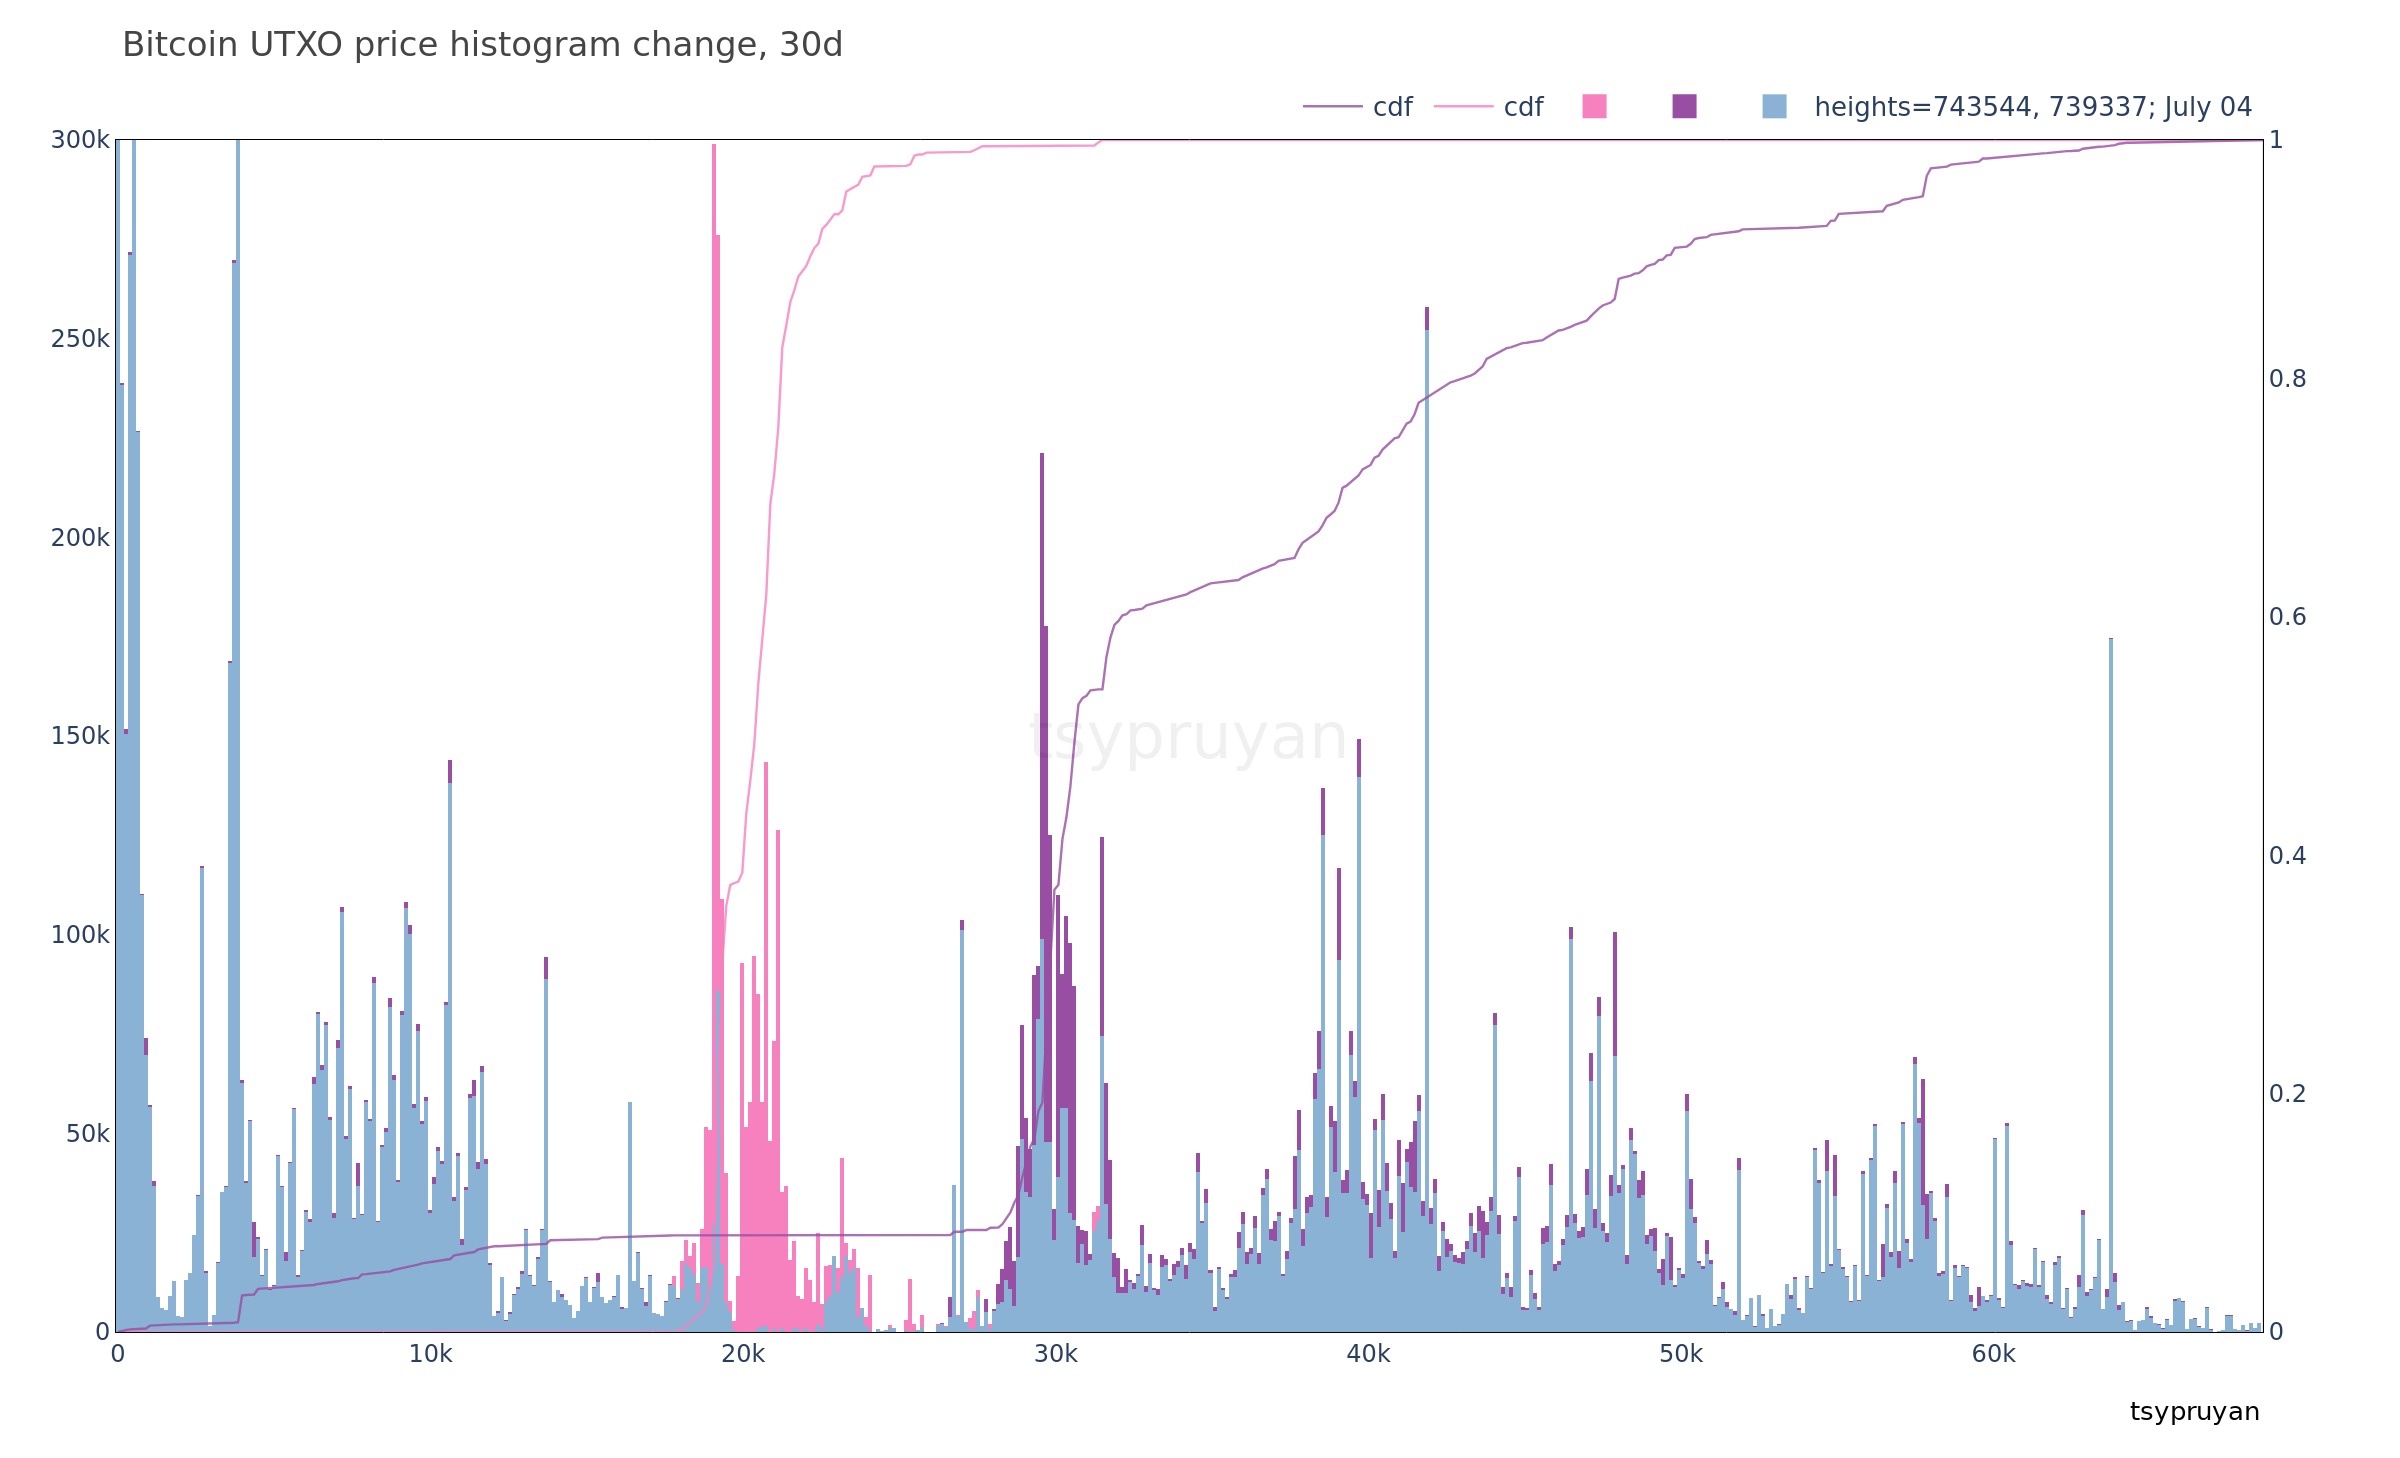 Bitcoin UTXO price histogram change, 30d
cdf cdf heights=743544, 739337; July 04
300k
250k
200k
150k
100k
50k
0
1
0.8
0.6
0.4
0.2
0
tsypruyan
0 10k 20k 30k 40k 50k 60k
tsypruyan